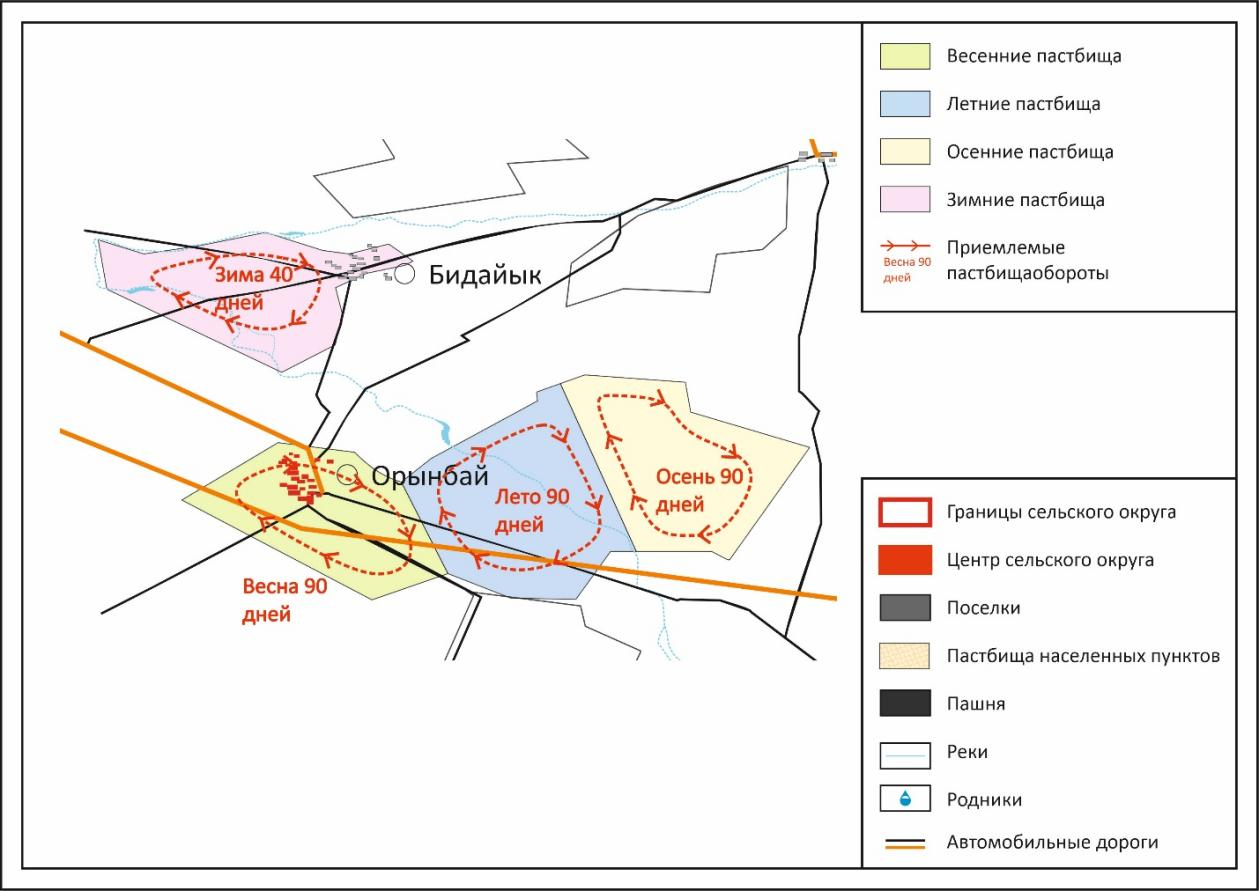 Весенние пастбища
Летние пастбища
Осенние пастбища
Зимние пастбища
Приемлемые
пастбищаобороты
Весна 90
дней
Зима 40
дней
Бидайык
Орынбай
Лето 90
дней
Осень 90
дней
Весна 90
дней
Границы сельского округа
Центр сельского округа
Поселки
Пастбища населенных пунктов
Пашня
Реки
Родники
Автомобильные дороги